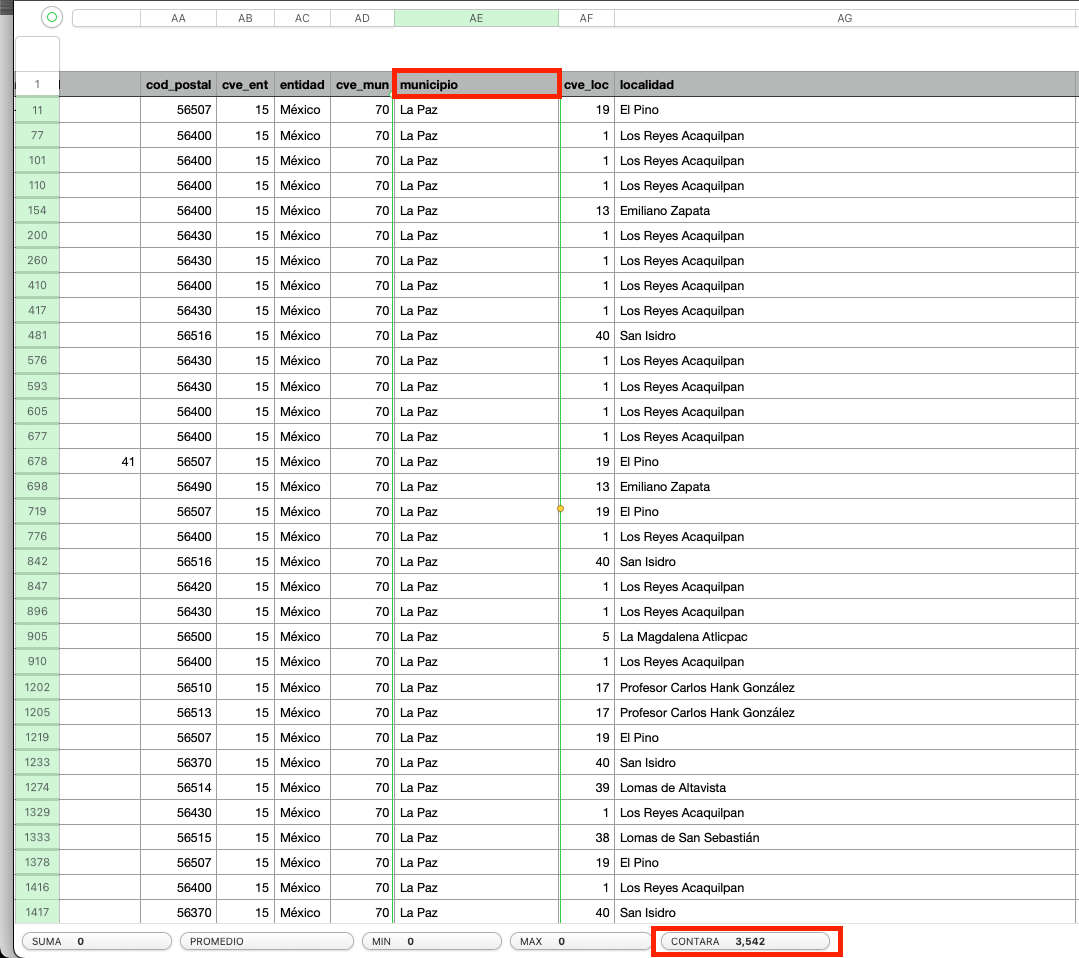 AA AB AC AD AE AF AG
1 cod_postal cve_ent entidad cve_mun municipio cve_loc localidad
11 56507 15 México 70 La Paz 19 El Pino
77 56400 15 México 70 La Paz 1 Los Reyes Acaquilpan
101 56400 15 México 70 La Paz 1 Los Reyes Acaquilpan
110 56400 15 México 70 La Paz 1 Los Reyes Acaquilpan
154 56400 15 México 70 La Paz 13 Emiliano Zapata
200 56430 15 México 70 La Paz 1 Los Reyes Acaquilpan
260 56430 15 México 70 La Paz 1 Los Reyes Acaquilpan
410 56400 15 México 70 La Paz 1 Los Reyes Acaquilpan
417 56430 15 México 70 La Paz 1 Los Reyes Acaquilpan
481 56516 15 México 70 La Paz 40 San Isidro
576 56430 15 México 70 La Paz 1 Los Reyes Acaquilpan
593 56430 15 México 70 La Paz 1 Los Reyes Acaquilpan
605 56400 15 México 70 La Paz 1 Los Reyes Acaquilpan
677 56400 15 México 70 La Paz 1 Los Reyes Acaquilpan
678 41 56507 15 México 70 La Paz 19 El Pino
698 56490 15 México 70 La Paz 13 Emiliano Zapata
719 56507 15 México 70 La Paz 19 El Pino
776 56400 15 México 70 La Paz 1 Los Reyes Acaquilpan
842 56516 15 México 70 La Paz 40 San Isidro
847 56420 15 México 70 La Paz 1 Los Reyes Acaquilpan
896 56430 15 México 70 La Paz 1 Los Reyes Acaquilpan
905 56500 15 México 70 La Paz 5 La Magdalena Atlicpac
910 56400 15 México 70 La Paz 1 Los Reyes Acaquilpan
1202 56510 15 México 70 La Paz 17 Profesor Carlos Hank González
1205 56513 15 México 70 La Paz 17 Profesor Carlos Hank González
1219 56507 15 México 70 La Paz 19 El Pino
1233 56370 15 México 70 La Paz 40 San Isidro
1274 56514 15 México 70 La Paz 39 Lomas de Altavista
1329 56430 15 México 70 La Paz 1 Los Reyes Acaquilpan
1333 56515 15 México 70 La Paz 38 Lomas de San Sebastián
1378 56507 15 México 70 La Paz 19 El Pino
1416 56400 15 México 70 La Paz 1 Los Reyes Acaquilpan
1417 56370 15 México 70 La Paz 40 San Isidro
SUMA 0 PROMEDIO MIN 0 MAX 0 CONTARA 3,542